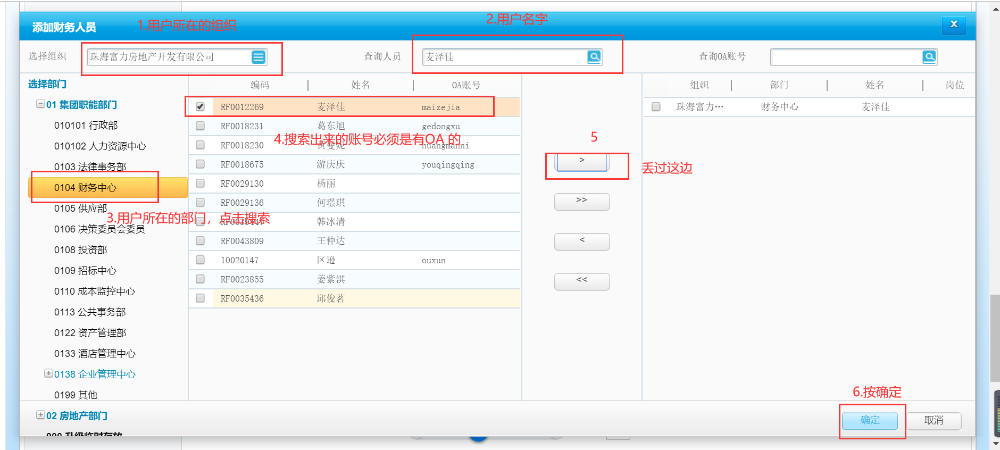 添加财务人员
1.用户所在的组织
2.用户名字
X
选择组织
珠海富力房地产开发有限公司
查询人员
麦泽佳
查询OA账号
选择部门
01 集团职能部门
010101 行政部
010102 人力资源中心
0103 法律事务部
0104 财务中心
0105 供应部
3.用户所在的部门，点击搜索
0106 决策委员会委员
0108 投资部
0109 招标中心
0110 成本监控中心
0113 公共事务部
0122 资产管理部
0133 酒店管理中心
0138 企业管理中心
0199 其他
02 房地产部门
编码 姓名 OA账号
RF0012269 麦泽佳 maizejia
RF0018231 葛东旭 gedongxu
4.搜索出来的账号必须是有OA 的
RF0018230 黄曼妮 huangmanni
RF0018675 游庆庆 youqingqing
RF0029130 杨丽
RF0029136 何璟琪
韩冰清
RF0043809 王仲达
10020147 区逊 ouxun
RF0023855 姜紫淇
RF0035436 邱俊茗
5
>
丢过这边
>>
<
<<
组织 部门 姓名 岗位
珠海富力… 财务中心 麦泽佳
6.按确定
确定
取消